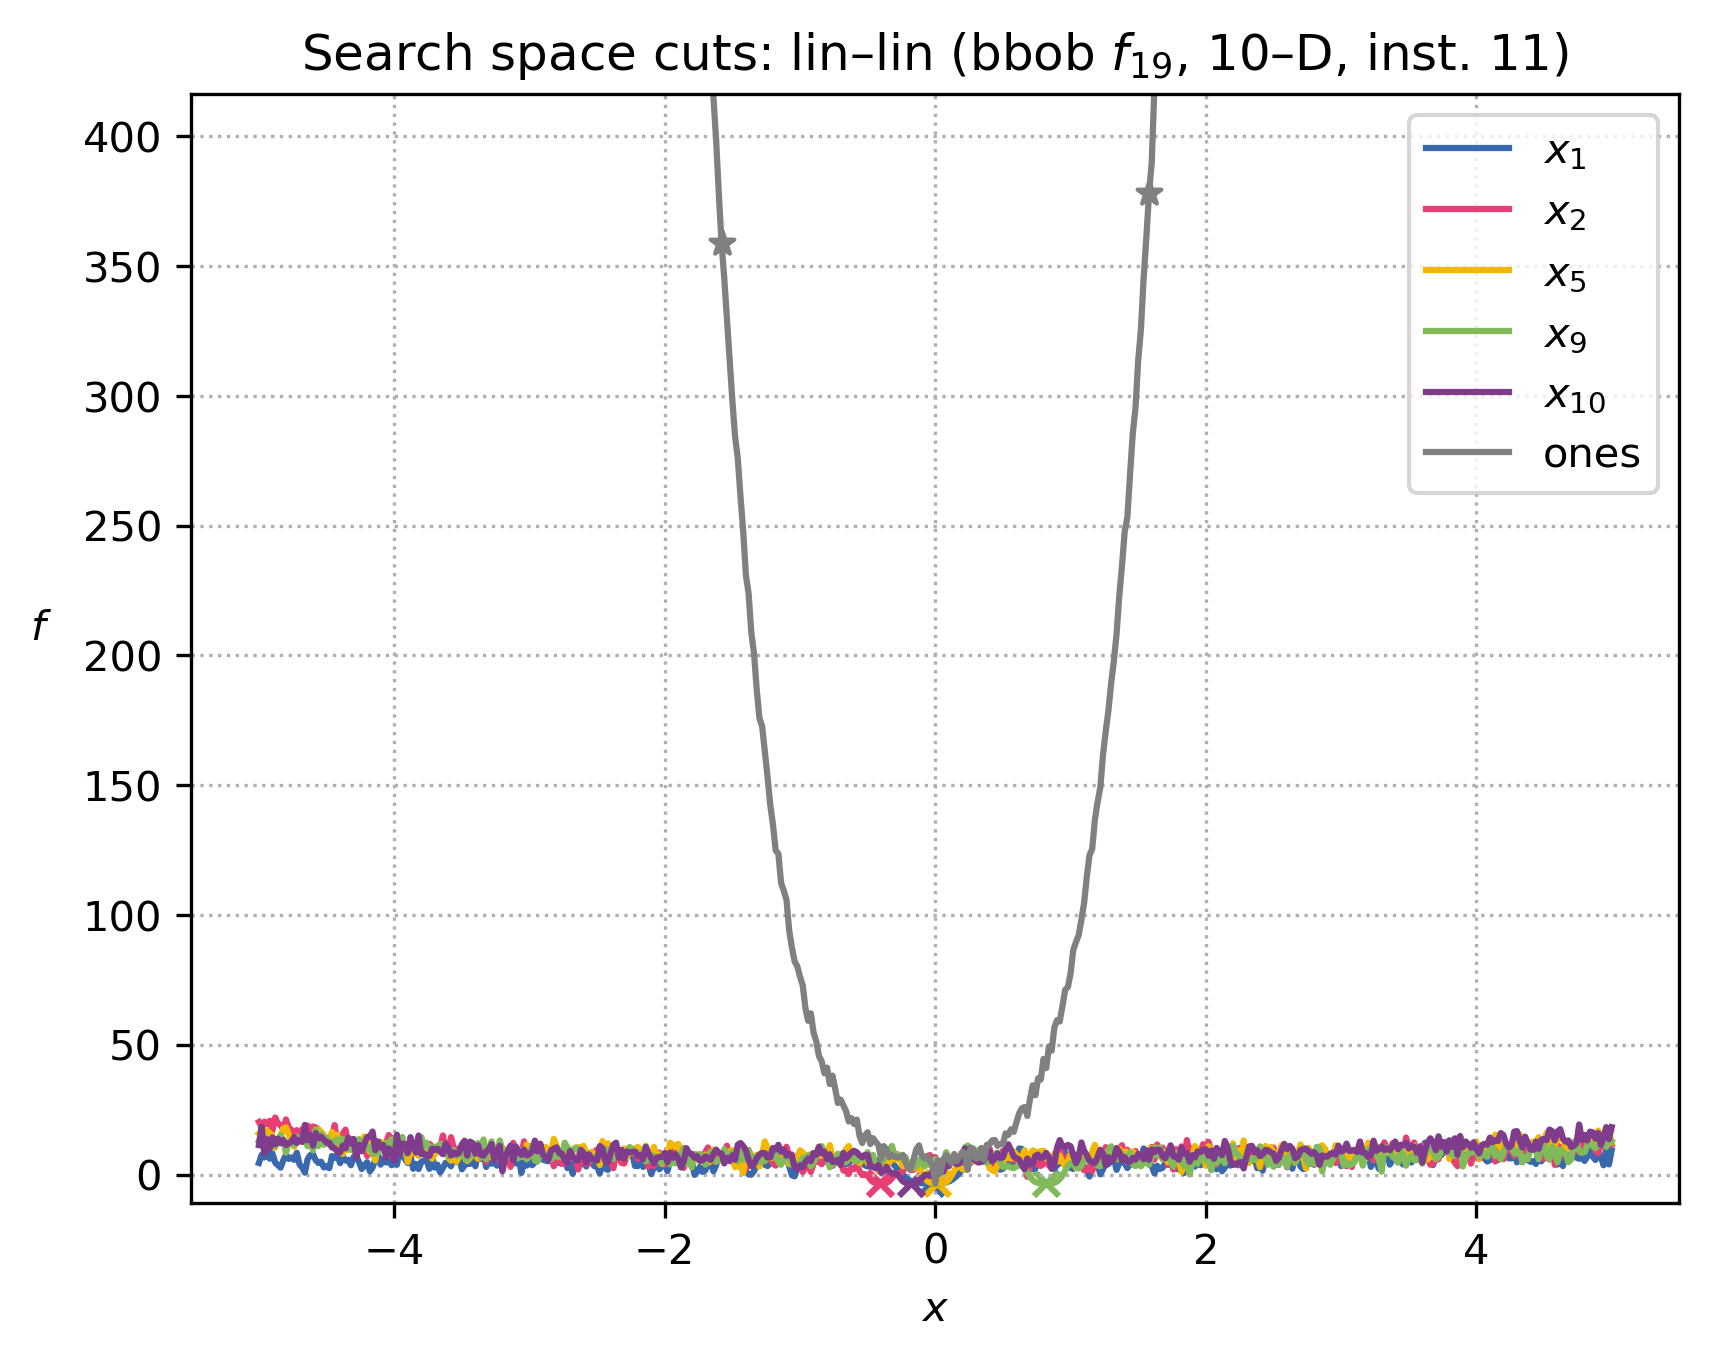 Search space cuts: lin–lin (bbob f₁₉, 10–D, inst. 11)
400
350
300
250
200
150
100
50
0
f
−4
−2
0
2
4
x
x₁
x₂
x₅
x₉
x₁₀
ones